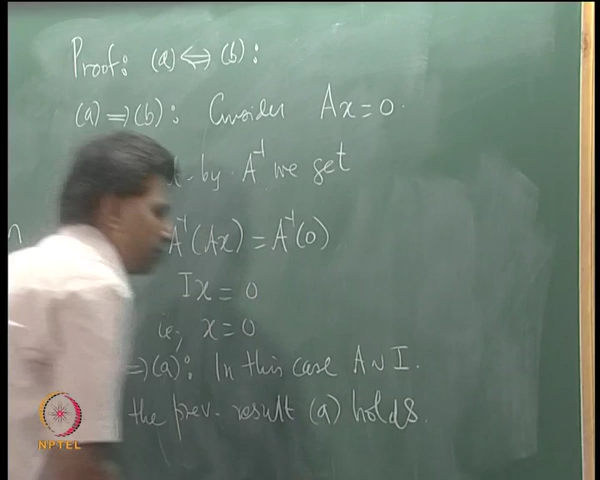 Proof: (a) ⟺ (b):
(a) ⟹ (b): Consider Ax = 0.
by A⁻¹ we get
A⁻¹(Ax) = A⁻¹(0)
Ix = 0
ie; x = 0
⟹ (a): In this case A ~ I.
the prev. result (a) holds.
NPTEL